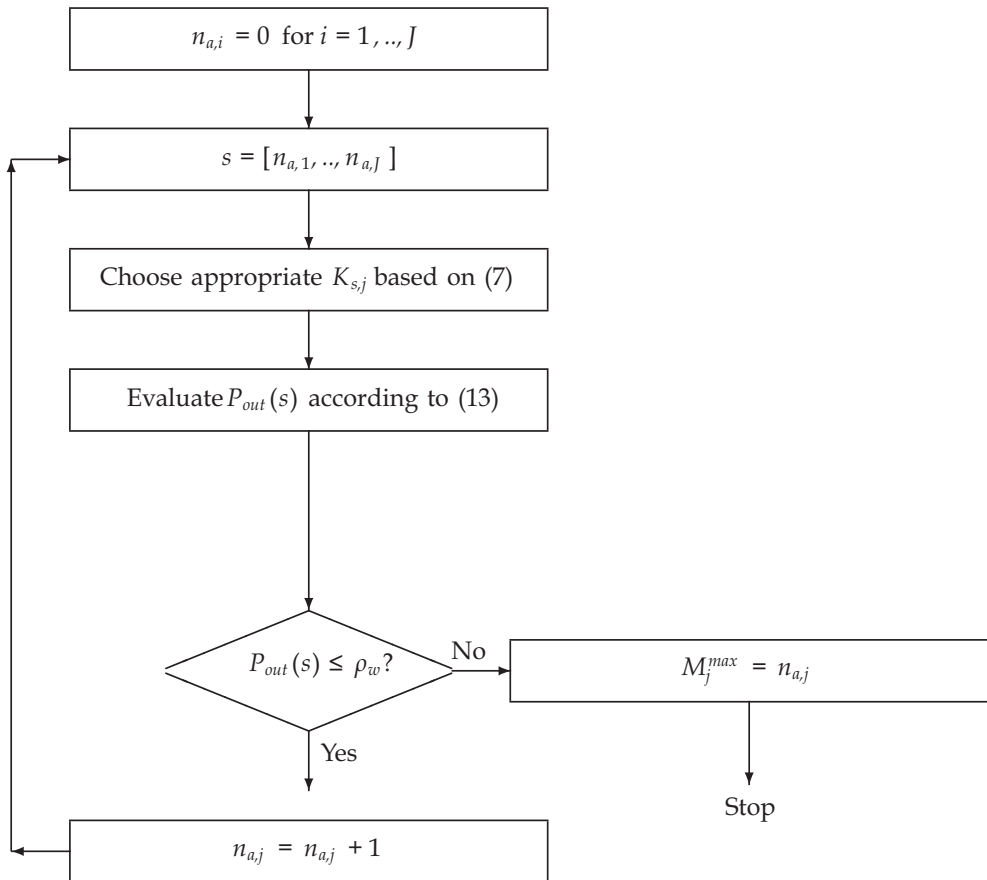 n_{a,i} = 0 for i = 1, .., J
s = [n_{a,1}, .., n_{a,J}]
Choose appropriate K_{s,j} based on (7)
Evaluate P_{out}(s) according to (13)
P_{out}(s) ≤ ρ_w?
No
M_j^{max} = n_{a,j}
Yes
Stop
n_{a,j} = n_{a,j} + 1